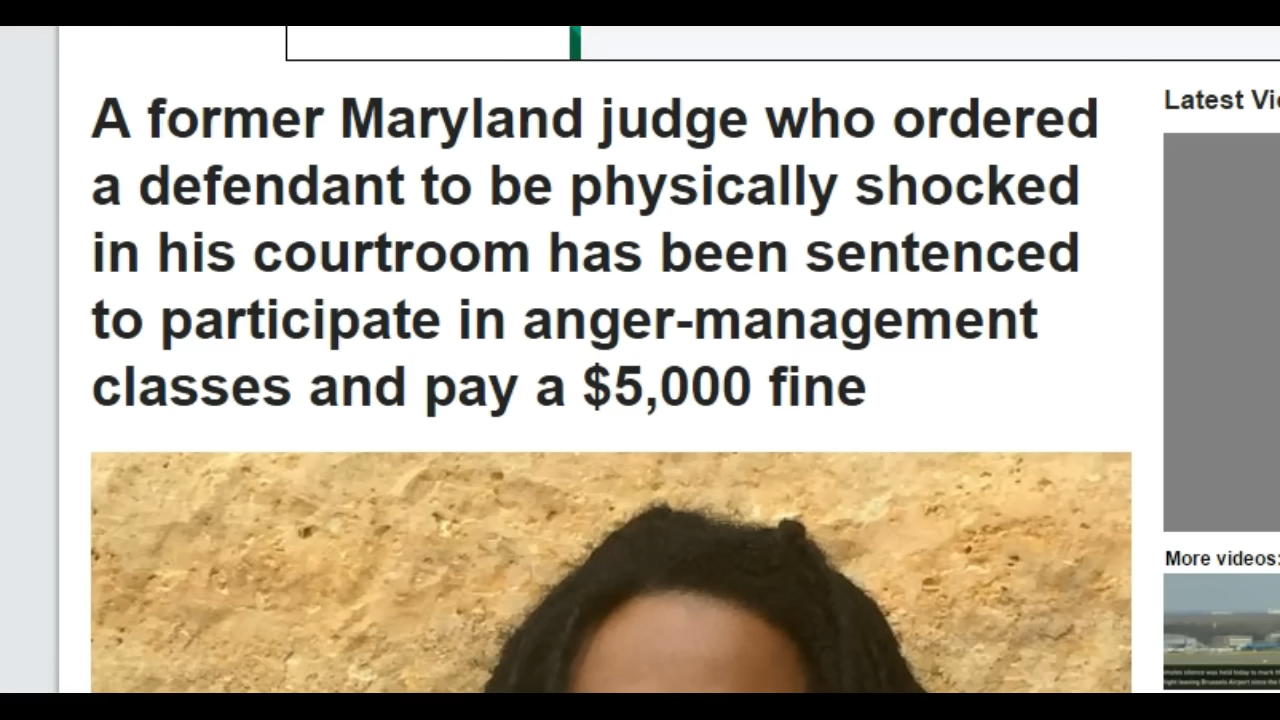 A former Maryland judge who ordered
a defendant to be physically shocked
in his courtroom has been sentenced
to participate in anger-management
classes and pay a $5,000 fine
Latest
More videos: